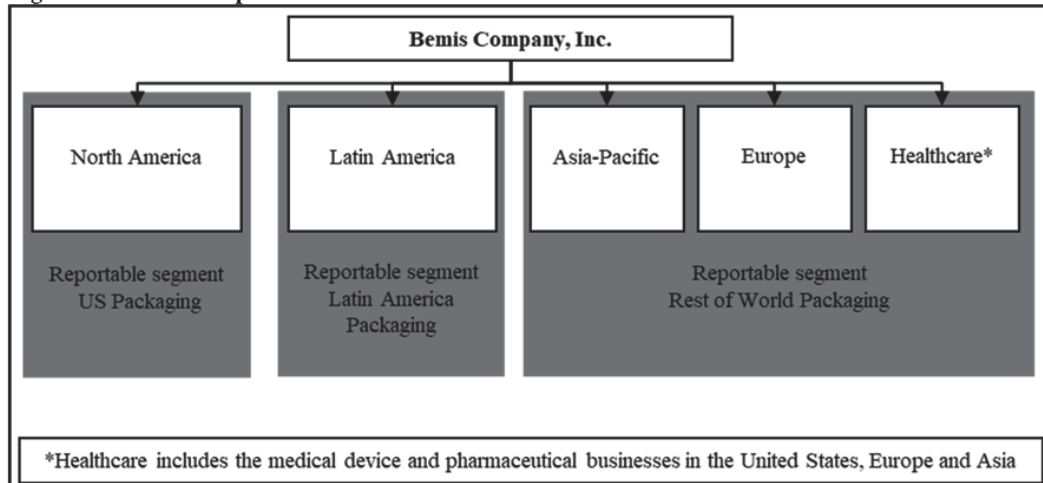 Bemis Company, Inc.
North America
Latin America
Asia-Pacific
Europe
Healthcare*
Reportable segment
US Packaging
Reportable segment
Latin America
Packaging
Reportable segment
Rest of World Packaging
*Healthcare includes the medical device and pharmaceutical businesses in the United States, Europe and Asia